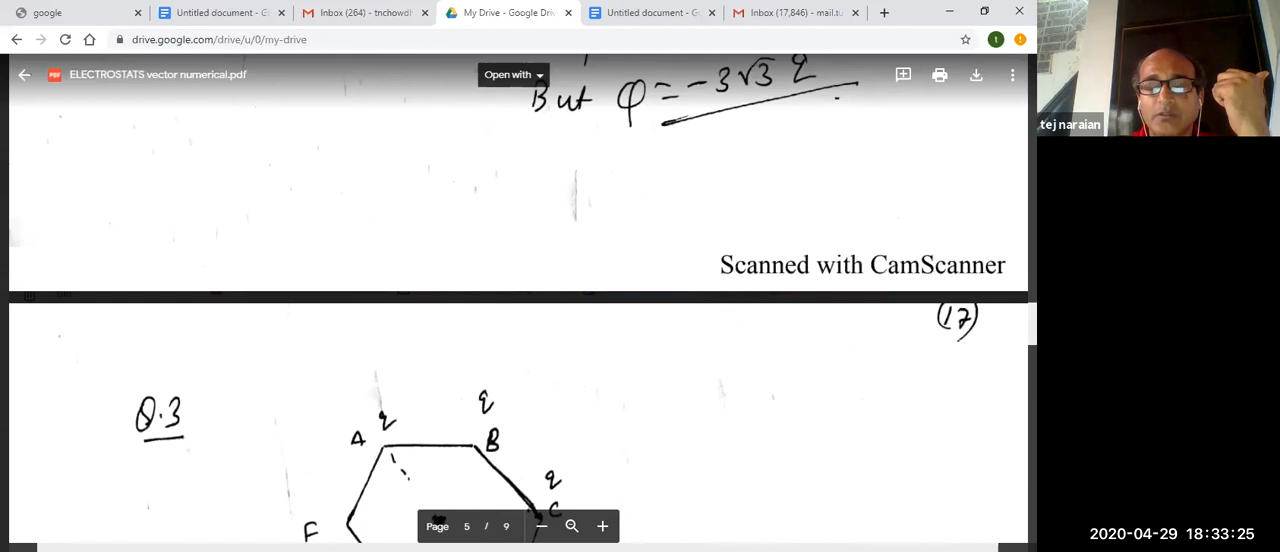 google
Untitled document - G
Inbox (264) - tnchowdh
My Drive - Google Driv
Untitled document - Go
Inbox (17,846) - mail.tu
drive.google.com/drive/u/0/my-drive
t
PDF ELECTROSTATS vector numerical.pdf
Open with
But φ = -3√3 q
tej naraian
Scanned with CamScanner
(17)
Q.3
q
q
A
B
q
C
F
Page 5 / 9
2020-04-29 18:33:25